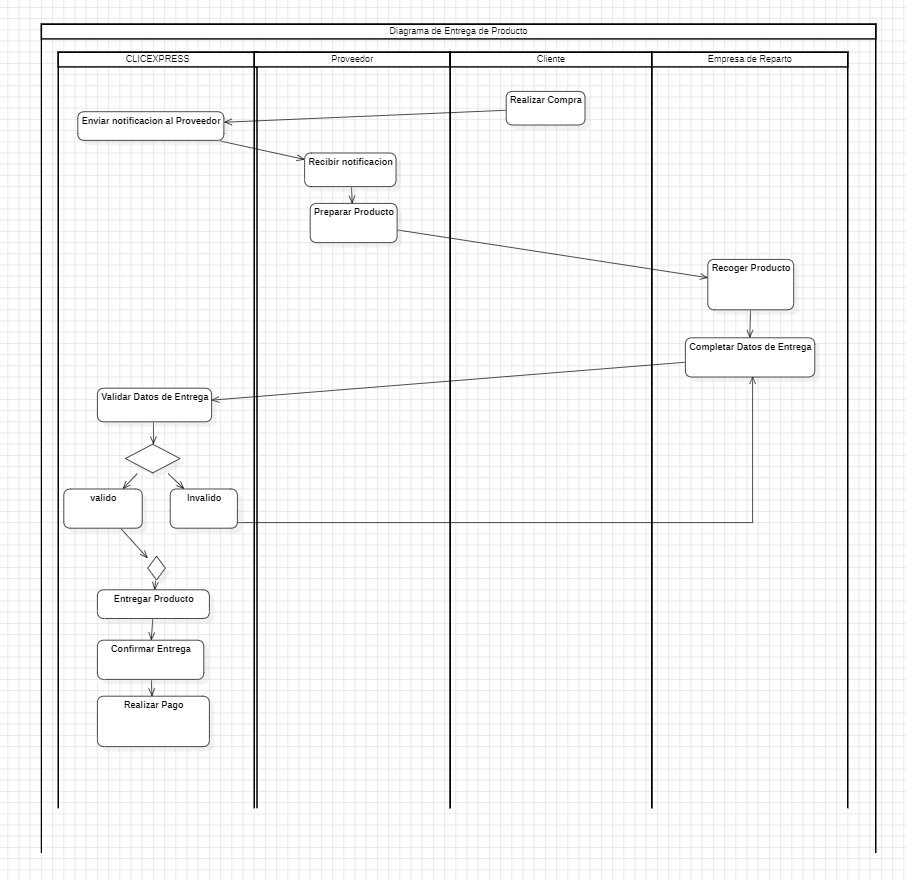 Diagrama de Entrega de Producto
CLICEXPRESS
Proveedor
Cliente
Empresa de Reparto
Realizar Compra
Enviar notificacion al Proveedor
Recibir notificacion
Preparar Producto
Recoger Producto
Completar Datos de Entrega
Validar Datos de Entrega
valido
Invalido
Entregar Producto
Confirmar Entrega
Realizar Pago